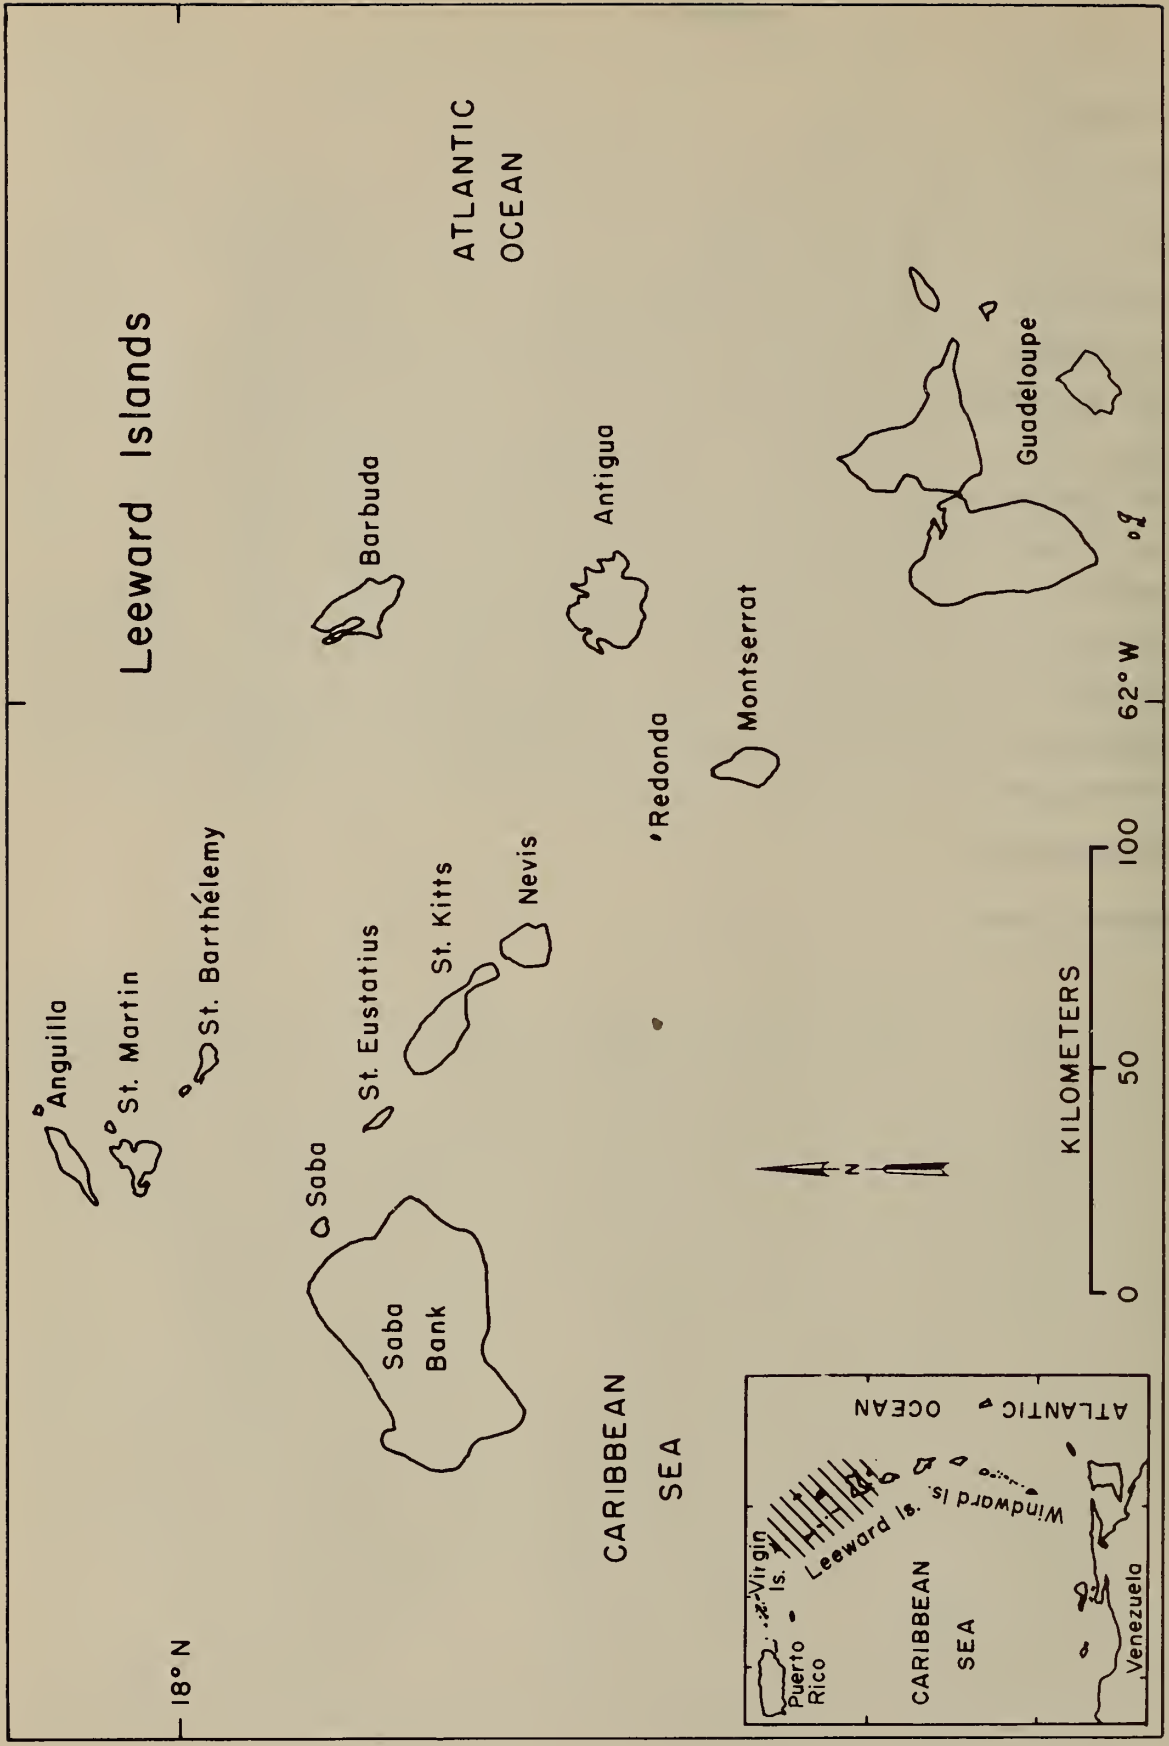 Leeward Islands
18° N
Anguilla
St. Martin
St. Barthélemy
Saba
St. Eustatius
Saba
Bank
St. Kitts
Nevis
Barbuda
ATLANTIC
OCEAN
Antigua
Redonda
Montserrat
Guadeloupe
CARIBBEAN
SEA
N
KILOMETERS
0
50
100
62° W
Puerto
Rico
Virgin
Is.
Leeward Is.
Windward Is.
ATLANTIC
OCEAN
CARIBBEAN
SEA
Venezuela